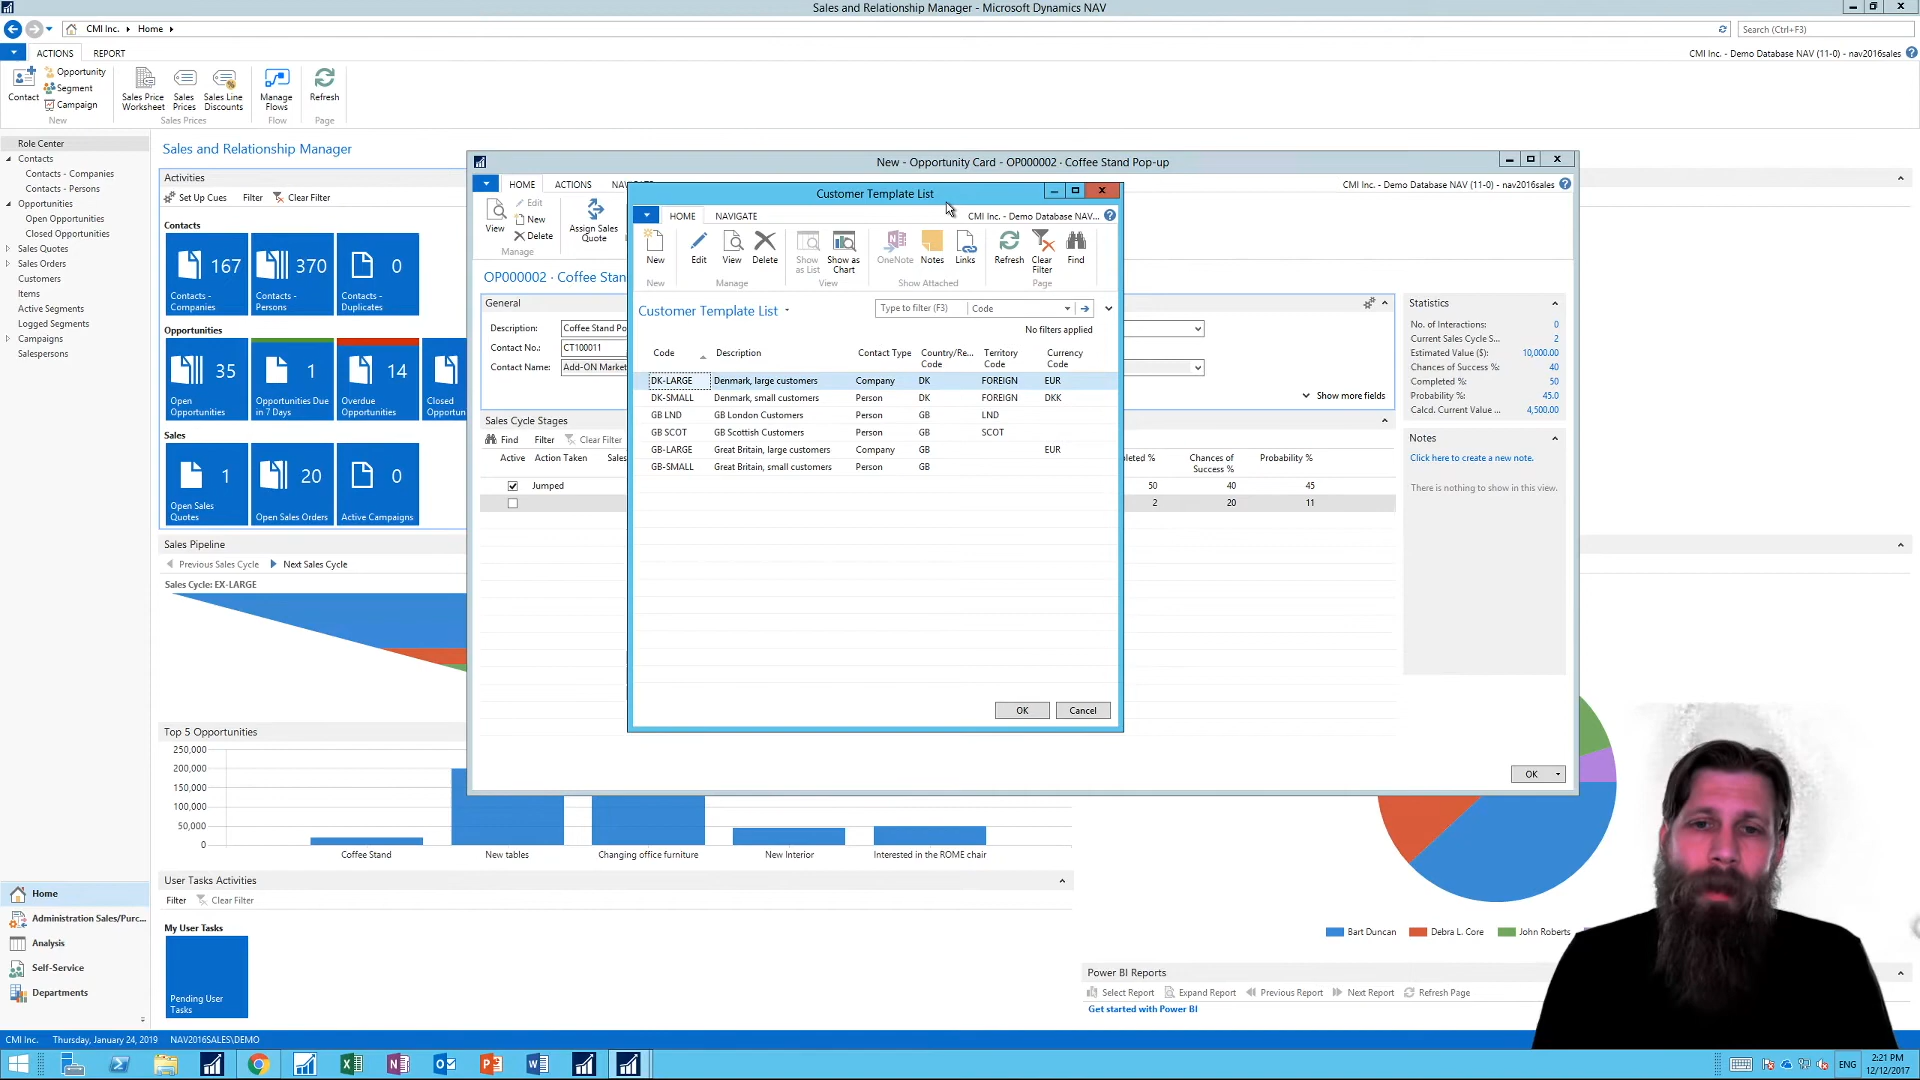 Sales and Relationship Manager - Microsoft Dynamics NAV
CMI Inc. Home
Search (Ctrl+F3)
ACTIONS REPORT
CMI Inc. - Demo Database NAV (11-0) - nav2016sales
Contact
Opportunity
Segment
Campaign
Sales Price Worksheet
Sales Prices
Sales Line Discounts
Manage Flows
Refresh
New Sales Prices Flow Page
Role Center
Contacts
Contacts - Companies
Contacts - Persons
Opportunities
Open Opportunities
Closed Opportunities
Sales Quotes
Sales Orders
Customers
Items
Active Segments
Logged Segments
Campaigns
Salespersons
Home
Administration Sales/Purc...
Analysis
Self-Service
Departments
Sales and Relationship Manager
Activities
Set Up Cues Filter Clear Filter
Contacts
167 Contacts - Companies
370 Contacts - Persons
0 Contacts - Duplicates
Opportunities
35 Open Opportunities
1 Opportunities Due in 7 Days
14 Overdue Opportunities
Closed Opportun
Sales
1 Open Sales Quotes
20 Open Sales Orders
0 Active Campaigns
Sales Pipeline
Previous Sales Cycle Next Sales Cycle
Sales Cycle: EX-LARGE
Top 5 Opportunities
250,000
200,000
150,000
100,000
50,000
0
Coffee Stand New tables Changing office furniture New Interior Interested in the ROME chair
User Tasks Activities
Filter Clear Filter
My User Tasks
Pending User Tasks
New - Opportunity Card - OP000002 · Coffee Stand Pop-up
HOME ACTIONS NAV
CMI Inc. - Demo Database NAV (11-0) - nav2016sales
View
Edit
New
Delete
Manage
Assign Sales Quote
OP000002 · Coffee Stan
General
Description: Coffee Stand Po
Contact No.: CT100011
Contact Name: Add-ON Market
Show more fields
Sales Cycle Stages
Find Filter Clear Filter
Active Action Taken Sales
leted % Chances of Success % Probability %
Jumped 50 40 45
2 20 11
Statistics
No. of Interactions: 0
Current Sales Cycle S... 2
Estimated Value ($): 10,000.00
Chances of Success %: 40
Completed %: 50
Probability %: 45.0
Calcd. Current Value ... 4,500.00
Notes
Click here to create a new note.
There is nothing to show in this view.
OK
Customer Template List
HOME NAVIGATE
CMI Inc. - Demo Database NAV...
New
Edit View Delete
Show as List Show as Chart
OneNote Notes Links
Refresh Clear Filter Find
New Manage View Show Attached Page
Customer Template List
Type to filter (F3) Code
No filters applied
Code Description Contact Type Country/Re... Code Territory Code Currency Code
DK-LARGE Denmark, large customers Company DK FOREIGN EUR
DK-SMALL Denmark, small customers Person DK FOREIGN DKK
GB LND GB London Customers Person GB LND
GB SCOT GB Scottish Customers Person GB SCOT
GB-LARGE Great Britain, large customers Company GB EUR
GB-SMALL Great Britain, small customers Person GB
OK Cancel
Bart Duncan Debra L. Core John Roberts
Power BI Reports
Select Report Expand Report Previous Report Next Report Refresh Page
Get started with Power BI
CMI Inc. Thursday, January 24, 2019 NAV2016SALES\DEMO
ENG
2:21 PM
12/12/2017